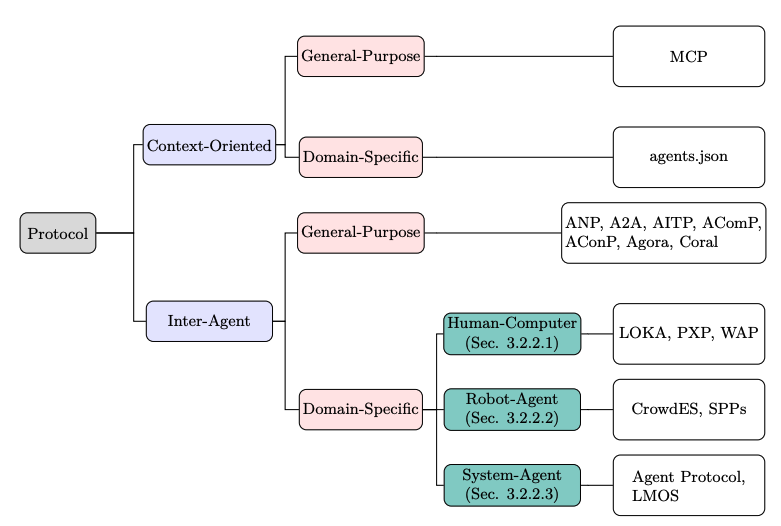 General-Purpose
MCP
Context-Oriented
Domain-Specific
agents.json
Protocol
General-Purpose
ANP, A2A, AITP, AComP,
AConP, Agora, Coral
Inter-Agent
Human-Computer
(Sec. 3.2.2.1)
LOKA, PXP, WAP
Domain-Specific
Robot-Agent
(Sec. 3.2.2.2)
CrowdES, SPPs
System-Agent
(Sec. 3.2.2.3)
Agent Protocol,
LMOS